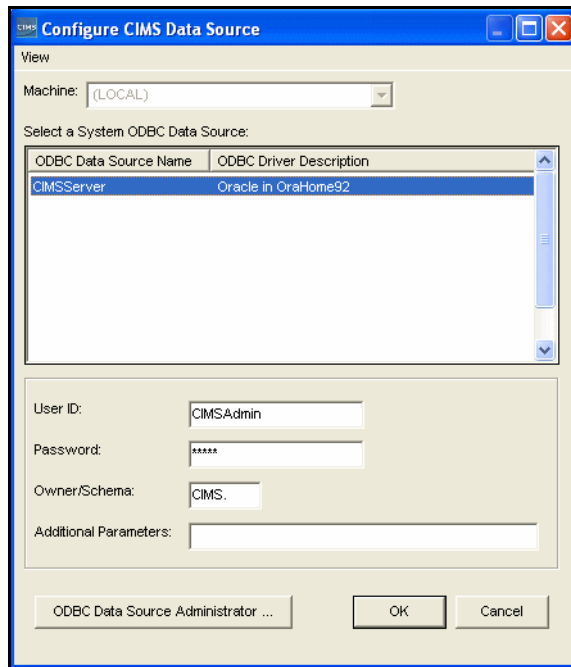 CIMS Configure CIMS Data Source
View
Machine: (LOCAL)
Select a System ODBC Data Source:
ODBC Data Source Name ODBC Driver Description
CIMSServer Oracle in OraHome92
User ID: CIMSAdmin
Password: *****
Owner/Schema: CIMS.
Additional Parameters:
ODBC Data Source Administrator ... OK Cancel